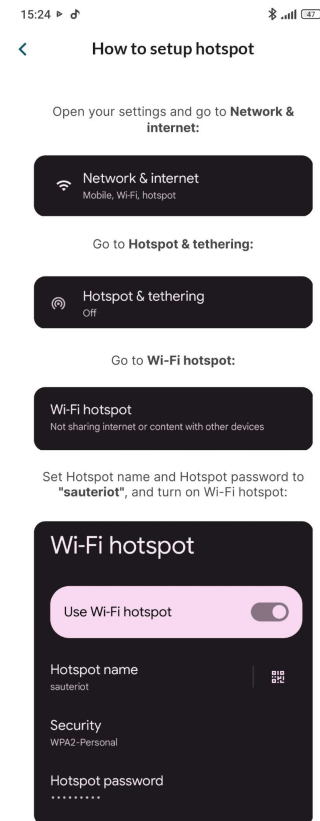 15:24
47
How to setup hotspot
Open your settings and go to Network &
internet:
Network & internet
Mobile, Wi-Fi, hotspot
Go to Hotspot & tethering:
Hotspot & tethering
Off
Go to Wi-Fi hotspot:
Wi-Fi hotspot
Not sharing internet or content with other devices
Set Hotspot name and Hotspot password to
"sauteriot", and turn on Wi-Fi hotspot:
Wi-Fi hotspot
Use Wi-Fi hotspot
Hotspot name
sauteriot
Security
WPA2-Personal
Hotspot password
•••••••••